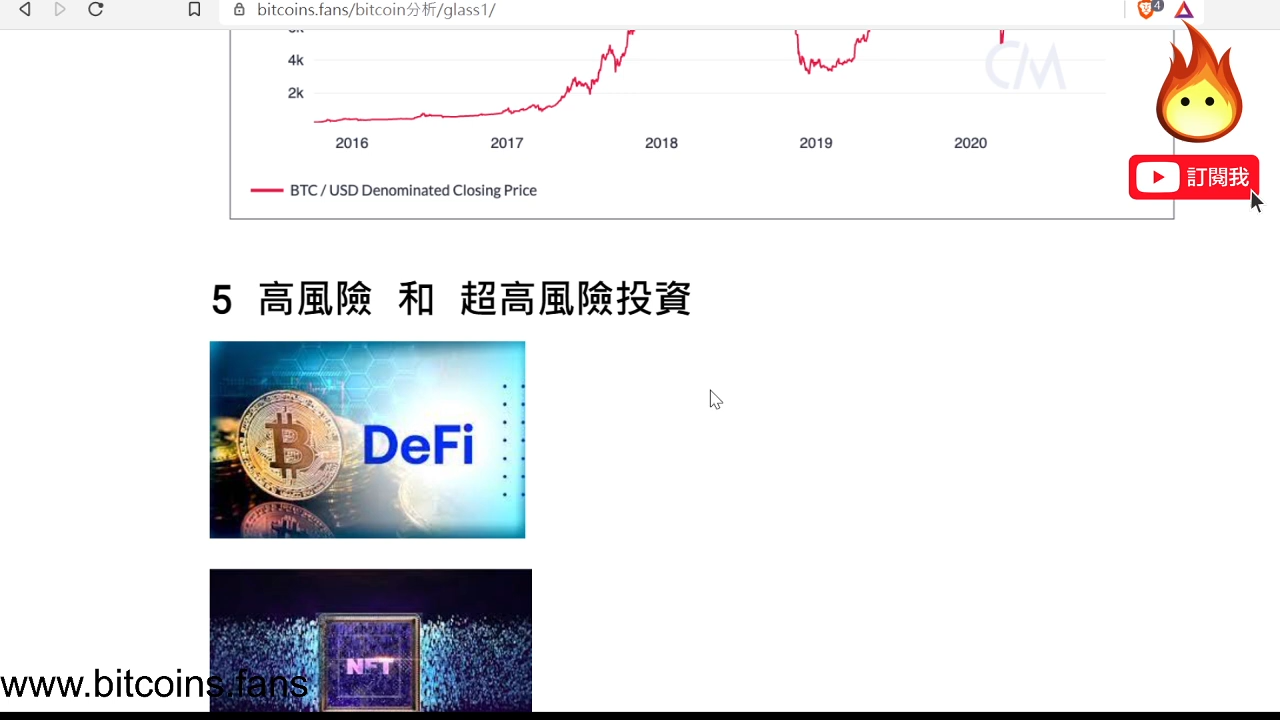 bitcoins.fans/bitcoin分析/glass1/
4
4k
2k
2016 2017 2018 2019 2020
CM
BTC / USD Denominated Closing Price
訂閱我
5 高風險 和 超高風險投資
B
DeFi
NFT
www.bitcoins.fans